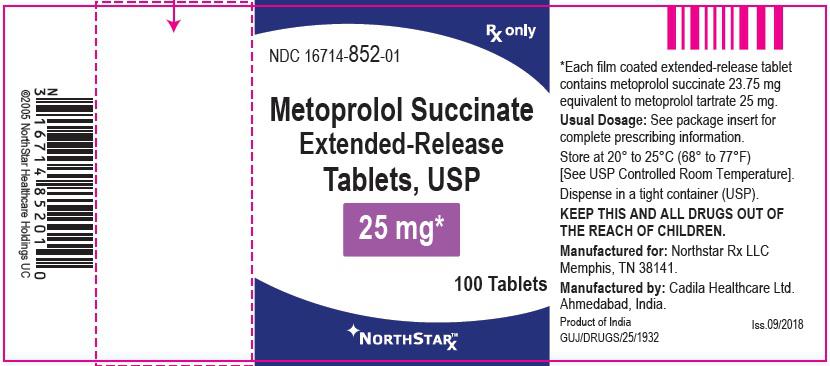 N
3 16714 85201 0
©2005 NorthStar Healthcare Holdings UC
Rx only
NDC 16714-852-01
Metoprolol Succinate
Extended-Release
Tablets, USP
25 mg*
100 Tablets
NORTHSTARx™
*Each film coated extended-release tablet
contains metoprolol succinate 23.75 mg
equivalent to metoprolol tartrate 25 mg.
Usual Dosage: See package insert for
complete prescribing information.
Store at 20° to 25°C (68° to 77°F)
[See USP Controlled Room Temperature].
Dispense in a tight container (USP).
KEEP THIS AND ALL DRUGS OUT OF
THE REACH OF CHILDREN.
Manufactured for: Northstar Rx LLC
Memphis, TN 38141.
Manufactured by: Cadila Healthcare Ltd.
Ahmedabad, India.
Product of India
GUJ/DRUGS/25/1932
Iss.09/2018